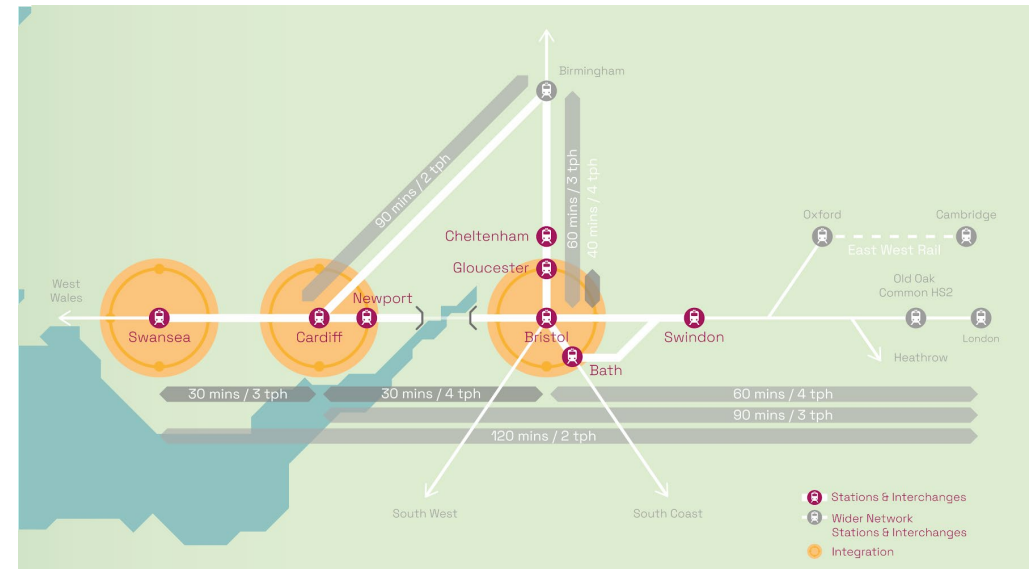 Birmingham
90 mins / 2 tph
60 mins / 3 tph
40 mins / 4 tph
Cheltenham
Gloucester
Oxford
Cambridge
East West Rail
West
Wales
Newport
Old Oak
Common HS2
Swansea
Cardiff
Bristol
Swindon
London
Bath
Heathrow
30 mins / 3 tph
30 mins / 4 tph
60 mins / 4 tph
90 mins / 3 tph
120 mins / 2 tph
South West
South Coast
Stations & Interchanges
Wider Network
Stations & Interchanges
Integration